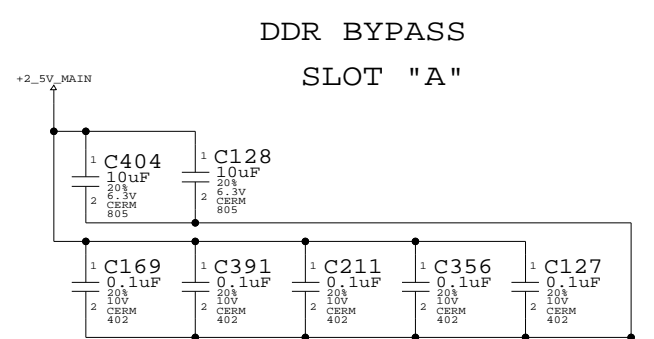 DDR BYPASS
SLOT "A"
+2_5V_MAIN
1 C404
10uF
20%
6.3V
2 CERM
805
1 C128
10uF
20%
6.3V
2 CERM
805
1 C169
0.1uF
20%
10V
2 CERM
402
1 C391
0.1uF
20%
10V
2 CERM
402
1 C211
0.1uF
20%
10V
2 CERM
402
1 C356
0.1uF
20%
10V
2 CERM
402
1 C127
0.1uF
20%
10V
2 CERM
402